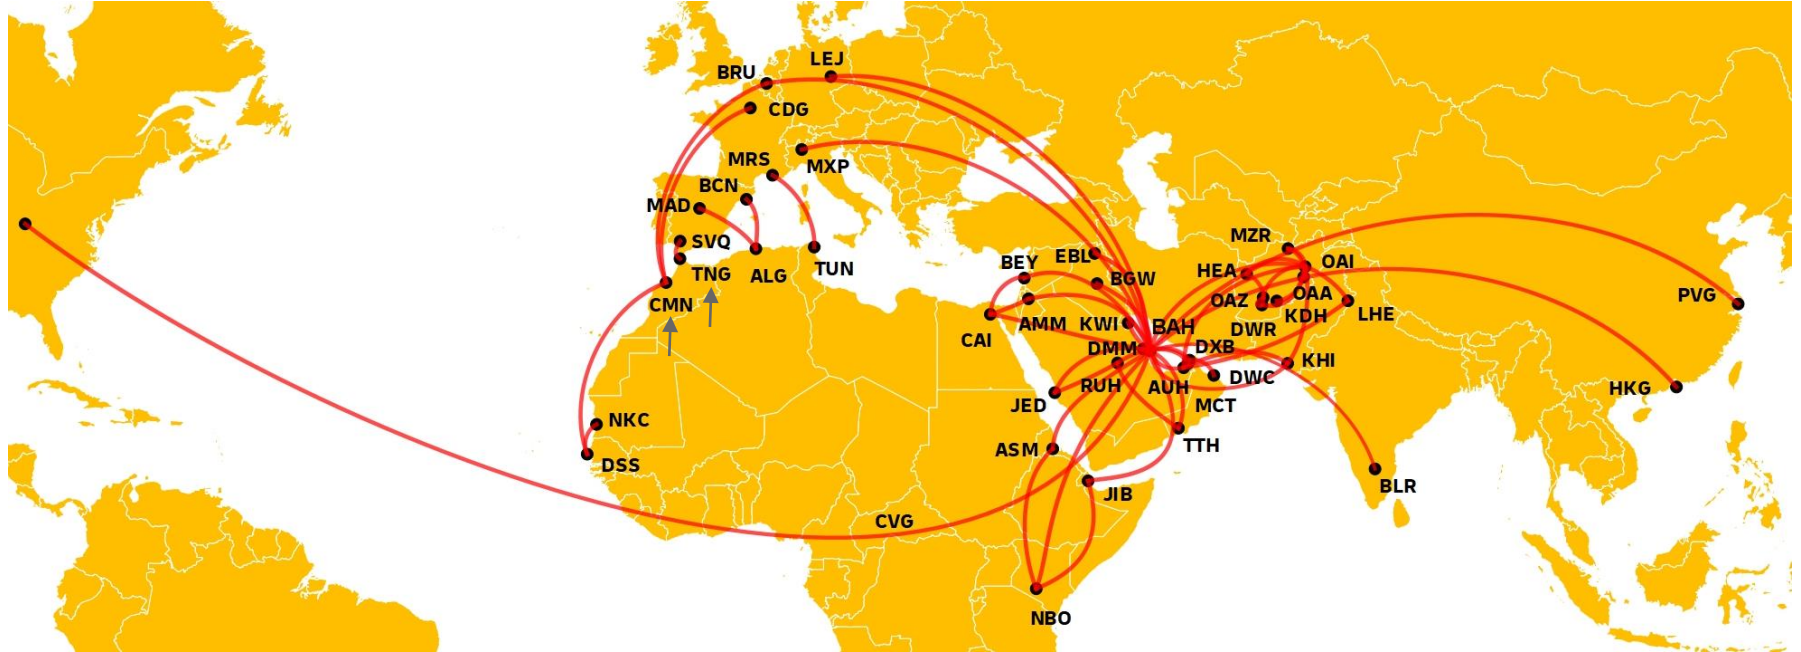 LEJ
BRU
CDG
MRS
MXP
BCN
MAD
SVQ
TNG
ALG
TUN
CMN
MZR
OAI
HEA
EBL
BEY
BGW
OAZ
OAA
PVG
KDH
LHE
AMM
KWI
BAH
DWR
CAI
DMM
DXB
KHI
RUH
AUH
DWC
HKG
JED
MCT
NKC
TTH
ASM
DSS
BLR
JIB
CVG
NBO